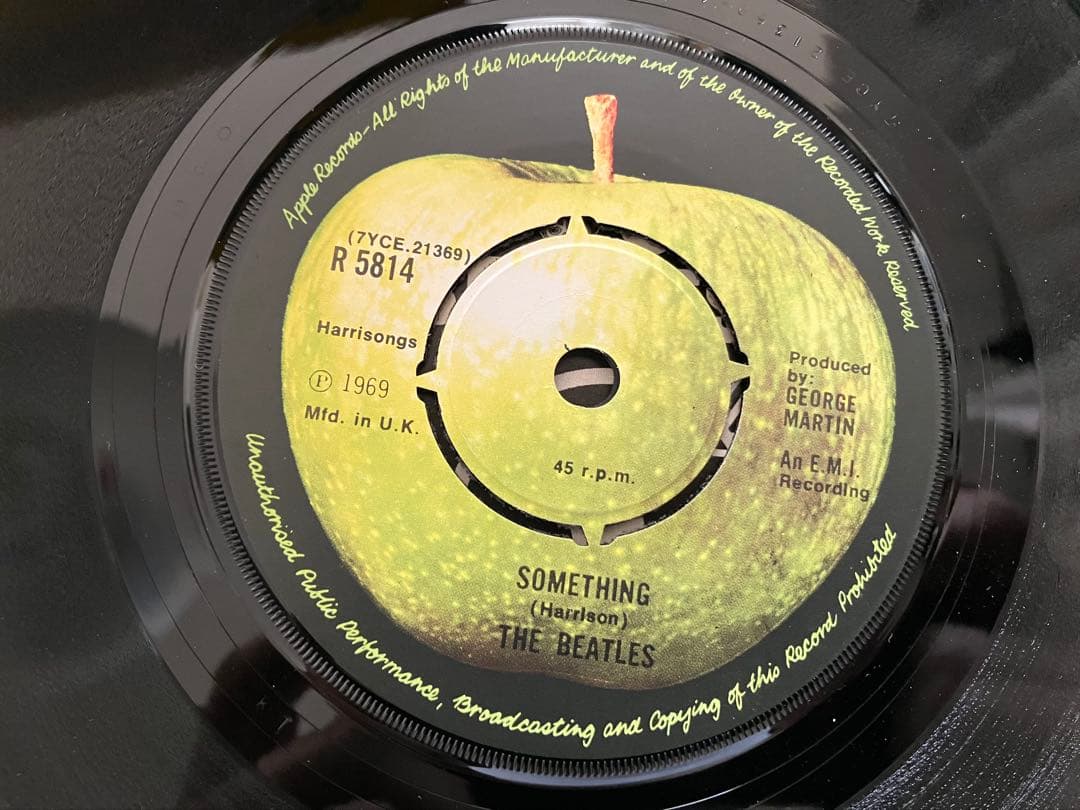 Apple Records-All Rights of the Manufacturer and of the Owner of the Recorded Work Reserved
(7YCE.21369)
R 5814
Harrisongs
Ⓟ 1969
Mfd. in U.K.
Produced
by:
GEORGE
MARTIN
An E.M.I.
Recording
45 r.p.m.
SOMETHING
(Harrison)
THE BEATLES
Unauthorised Public Performance, Broadcasting and Copying of this Record Prohibited